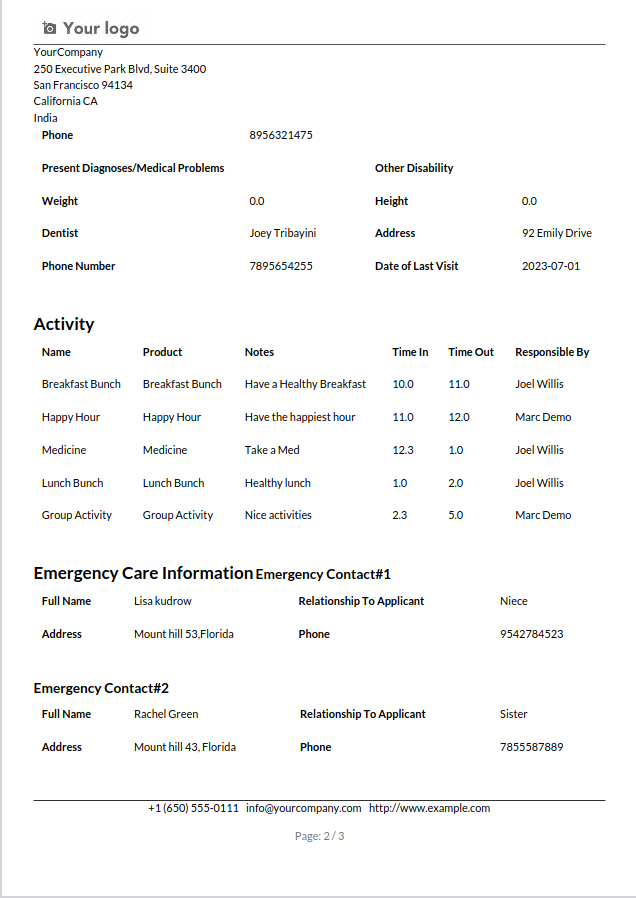 Your logo
YourCompany
250 Executive Park Blvd, Suite 3400
San Francisco 94134
California CA
India
Phone 8956321475
Present Diagnoses/Medical Problems Other Disability
Weight 0.0 Height 0.0
Dentist Joey Tribayini Address 92 Emily Drive
Phone Number 7895654255 Date of Last Visit 2023-07-01
Activity
Name Product Notes Time In Time Out Responsible By
Breakfast Bunch Breakfast Bunch Have a Healthy Breakfast 10.0 11.0 Joel Willis
Happy Hour Happy Hour Have the happiest hour 11.0 12.0 Marc Demo
Medicine Medicine Take a Med 12.3 1.0 Joel Willis
Lunch Bunch Lunch Bunch Healthy lunch 1.0 2.0 Joel Willis
Group Activity Group Activity Nice activities 2.3 5.0 Marc Demo
Emergency Care Information Emergency Contact#1
Full Name Lisa kudrow Relationship To Applicant Niece
Address Mount hill 53,Florida Phone 9542784523
Emergency Contact#2
Full Name Rachel Green Relationship To Applicant Sister
Address Mount hill 43, Florida Phone 7855587889
+1 (650) 555-0111 info@yourcompany.com http://www.example.com
Page: 2 / 3